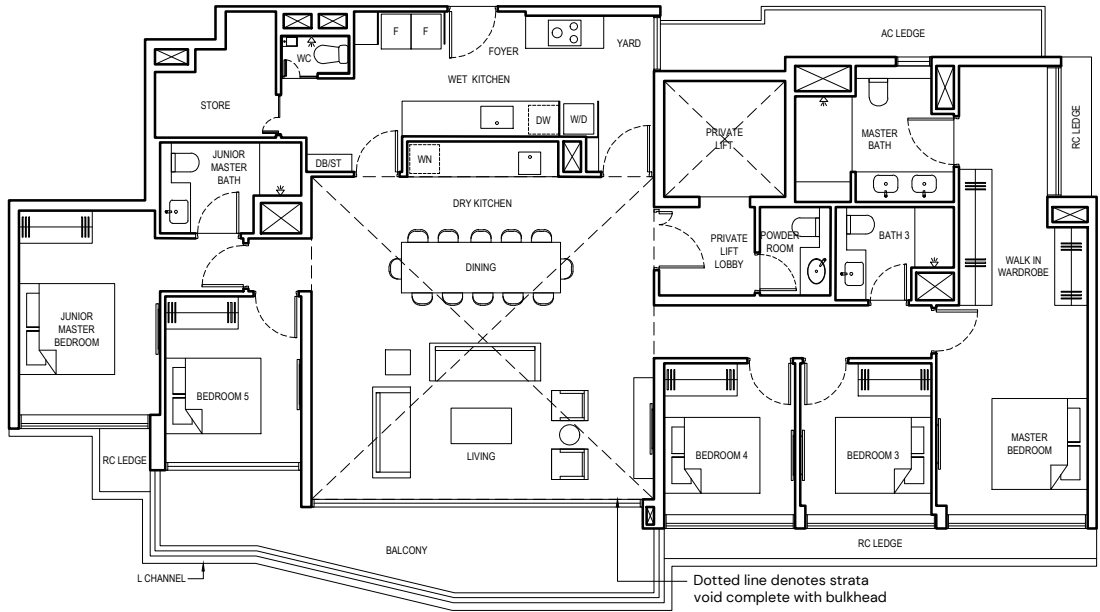 AC LEDGE
F
F
FOYER
YARD
WC
WET KITCHEN
STORE
DW
W/D
PRIVATE
LIFT
MASTER
BATH
RC LEDGE
JUNIOR
MASTER
BATH
DB/ST
WN
DRY KITCHEN
DINING
PRIVATE
LIFT
LOBBY
POWDER
ROOM
BATH 3
WALK IN
WARDROBE
JUNIOR
MASTER
BEDROOM
BEDROOM 5
LIVING
BEDROOM 4
BEDROOM 3
MASTER
BEDROOM
RC LEDGE
BALCONY
RC LEDGE
L CHANNEL
Dotted line denotes strata
void complete with bulkhead